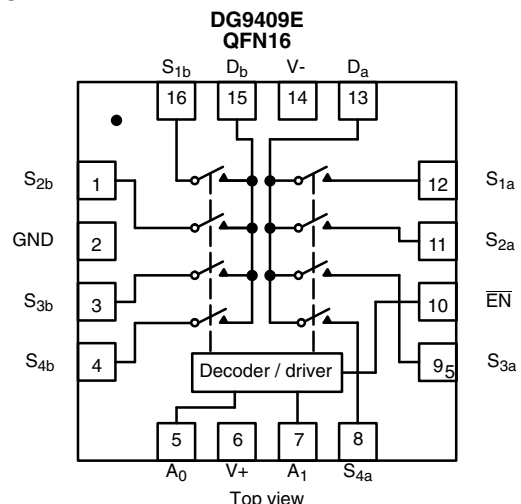 DG9409E
QFN16
S1b Db V- Da
16 15 14 13
S2b 1 12 S1a
GND 2 11 S2a
S3b 3 10 EN
S4b 4 9 5 S3a
Decoder / driver
5 6 7 8
A0 V+ A1 S4a
Top view